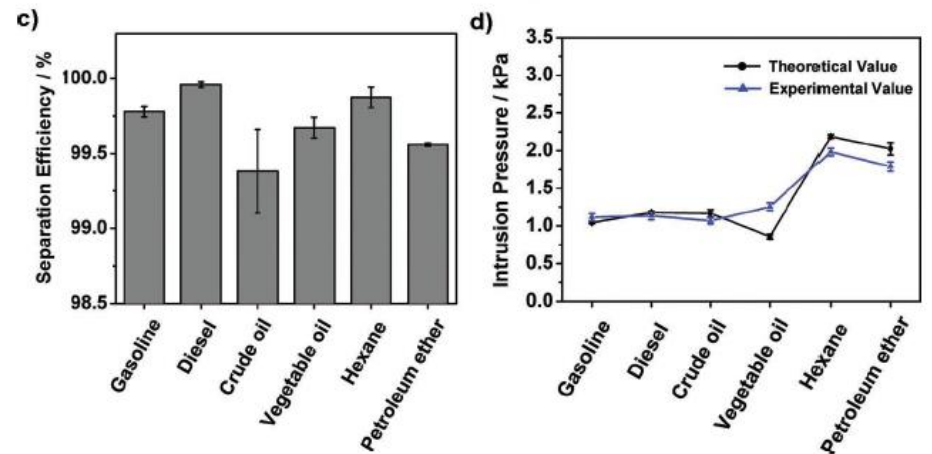 c)
Separation Efficiency / %
100.0
99.5
99.0
98.5
Gasoline
Diesel
Crude oil
Vegetable oil
Hexane
Petroleum ether
d)
Intrusion Pressure / kPa
3.5
3.0
2.5
2.0
1.5
1.0
0.5
0.0
Theoretical Value
Experimental Value
Gasoline
Diesel
Crude oil
Vegetable oil
Hexane
Petroleum ether